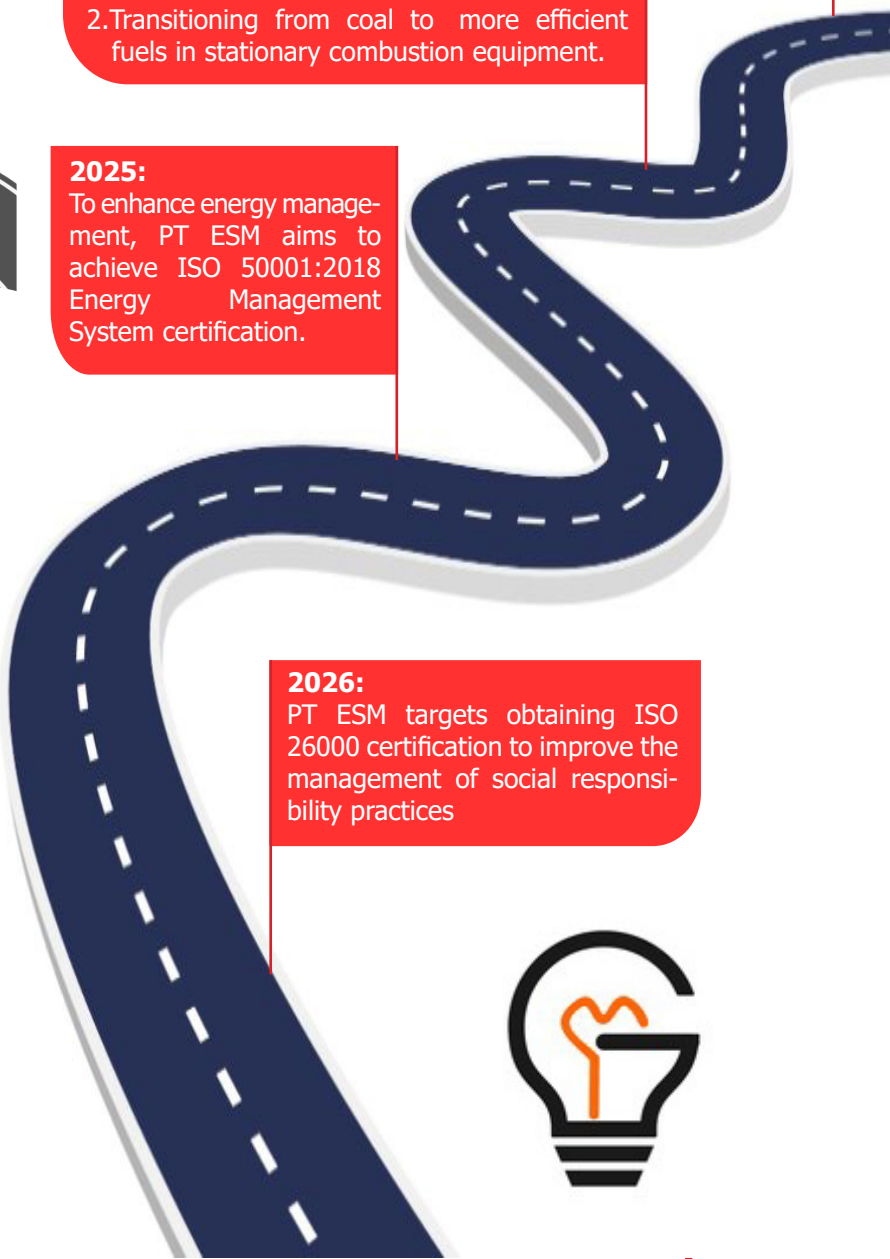 2.Transitioning from coal to more efficient
fuels in stationary combustion equipment.
2025:
To enhance energy manage-
ment, PT ESM aims to
achieve ISO 50001:2018
Energy Management
System certification.
2026:
PT ESM targets obtaining ISO
26000 certification to improve the
management of social responsi-
bility practices